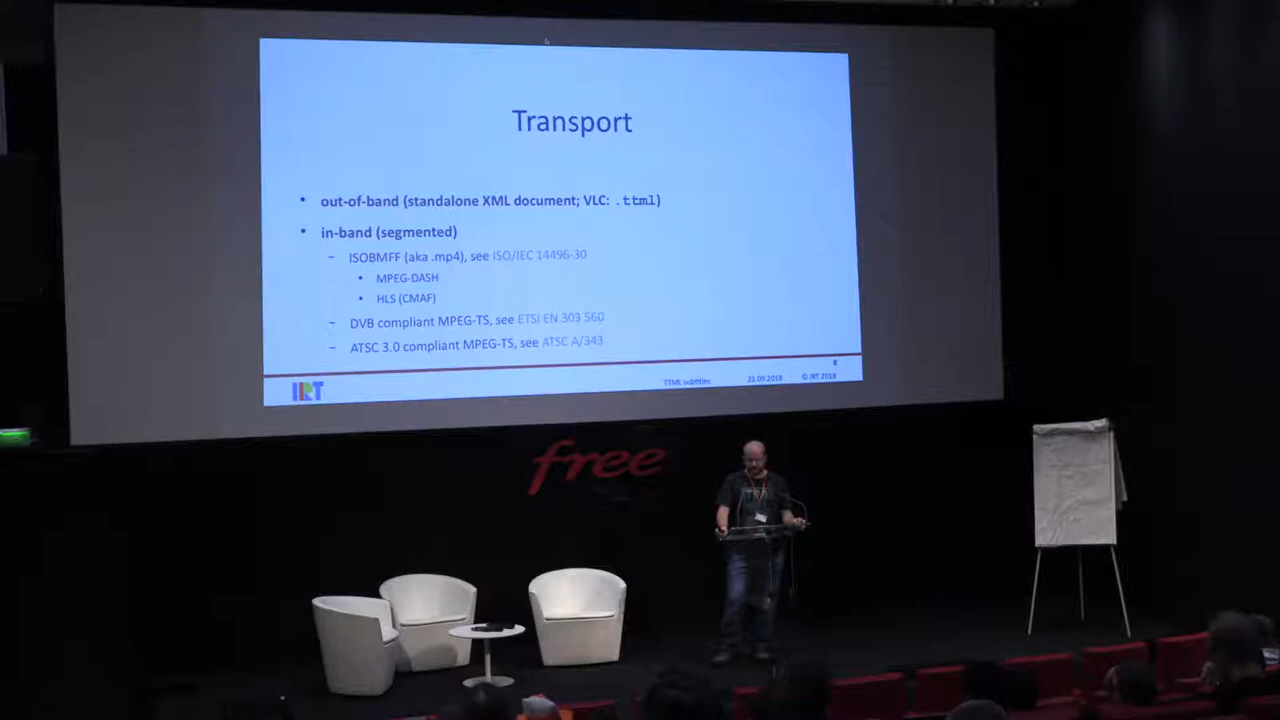 Transport
• out-of-band (standalone XML document; VLC: .ttml)
• in-band (segmented)
– ISOBMFF (aka .mp4), see ISO/IEC 14496-30
• MPEG-DASH
• HLS (CMAF)
– DVB compliant MPEG-TS, see ETSI EN 303 560
– ATSC 3.0 compliant MPEG-TS, see ATSC A/343
8
IRT
TTML subtitles
23.09.2018
© IRT 2018
free